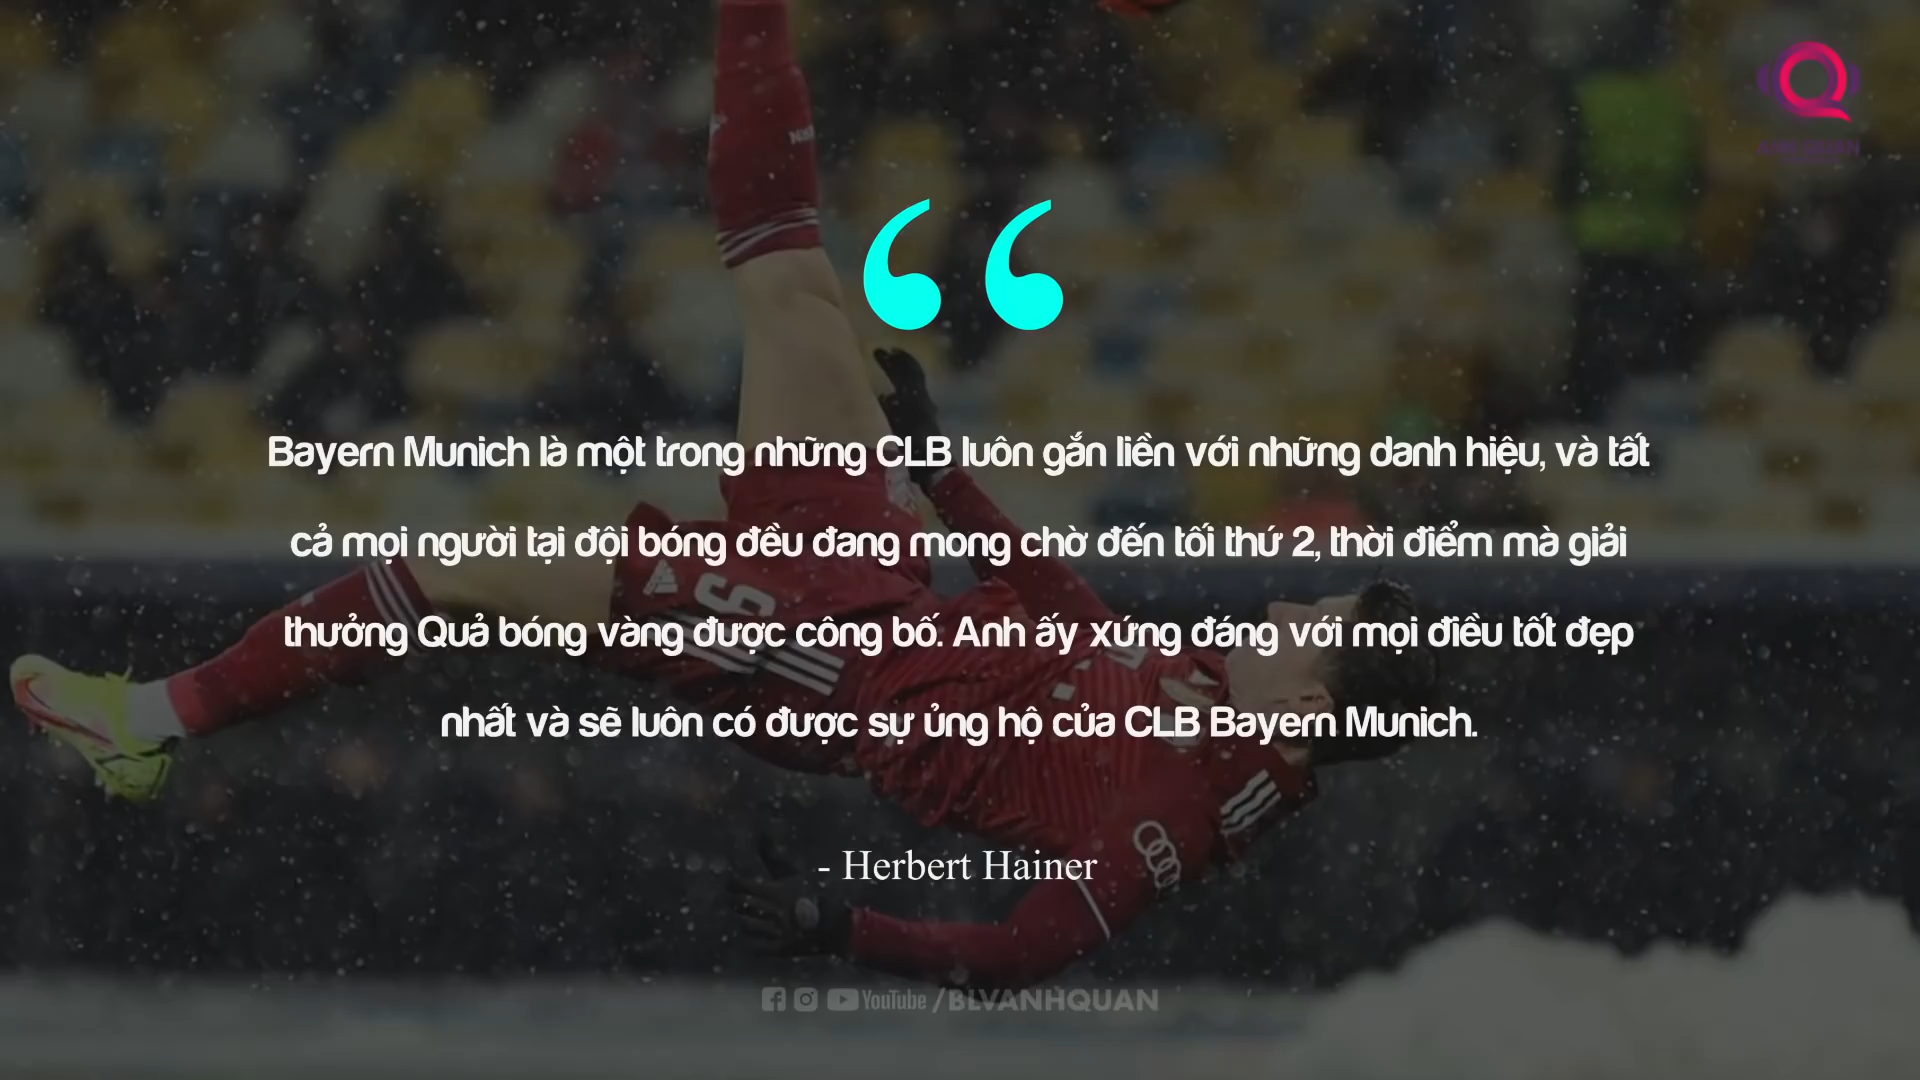 ANH QUAN
“
Bayern Munich là một trong những CLB luôn gắn liền với những danh hiệu, và tất
cả mọi người tại đội bóng đều đang mong chờ đến tối thứ 2, thời điểm mà giải
thưởng Quả bóng vàng được công bố. Anh ấy xứng đáng với mọi điều tốt đẹp
nhất và sẽ luôn có được sự ủng hộ của CLB Bayern Munich.
- Herbert Hainer
YouTube /BLVANHQUAN
9